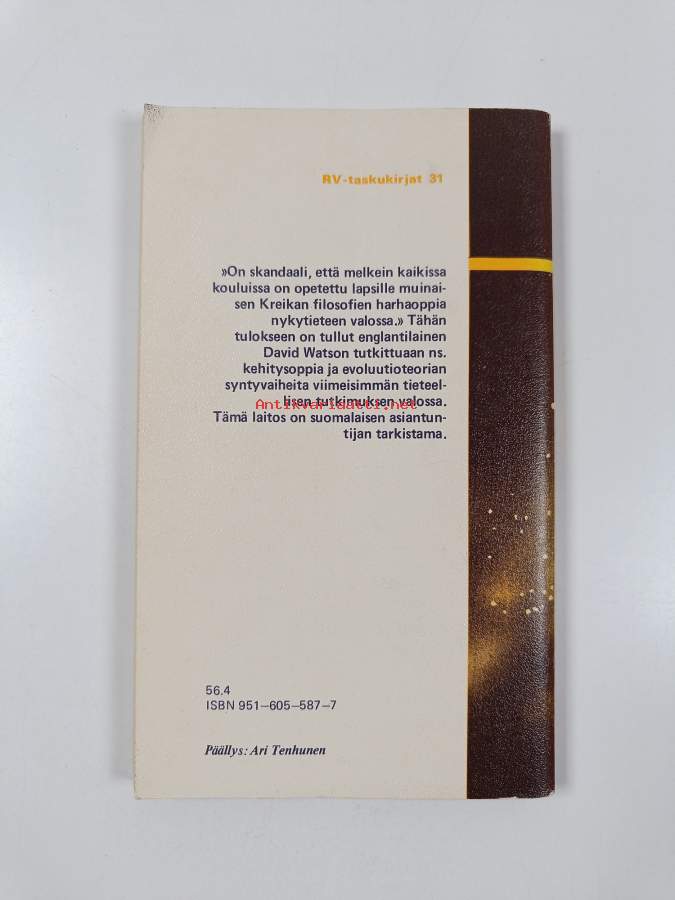 RV-taskukirjat 31
»On skandaali, että melkein kaikissa
kouluissa on opetettu lapsille muinai-
sen Kreikan filosofien harhaoppia
nykytieteen valossa.» Tähän
tulokseen on tullut englantilainen
David Watson tutkittuaan ns.
kehitysoppia ja evoluutioteorian
syntyvaiheita viimeisimmän tieteel-
lisen tutkimuksen valossa.
Antikvariaatti.net
Tämä laitos on suomalaisen asiantun-
tijan tarkistama.
56.4
ISBN 951—605—587—7
Päällys: Ari Tenhunen